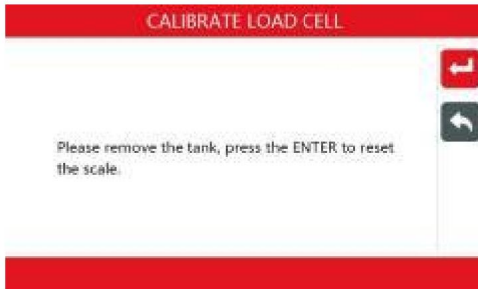 CALIBRATE LOAD CELL
Please remove the tank, press the ENTER to reset
the scale.